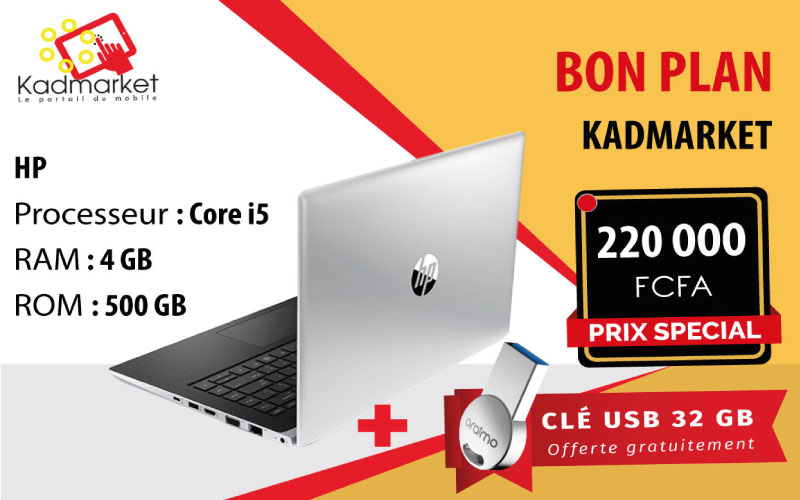 Kadmarket
Le portail du mobile
BON PLAN
KADMARKET
HP
Processeur : Core i5
RAM : 4 GB
ROM : 500 GB
hp
220 000
FCFA
PRIX SPECIAL
+
oraimo
CLÉ USB 32 GB
Offerte gratuitement